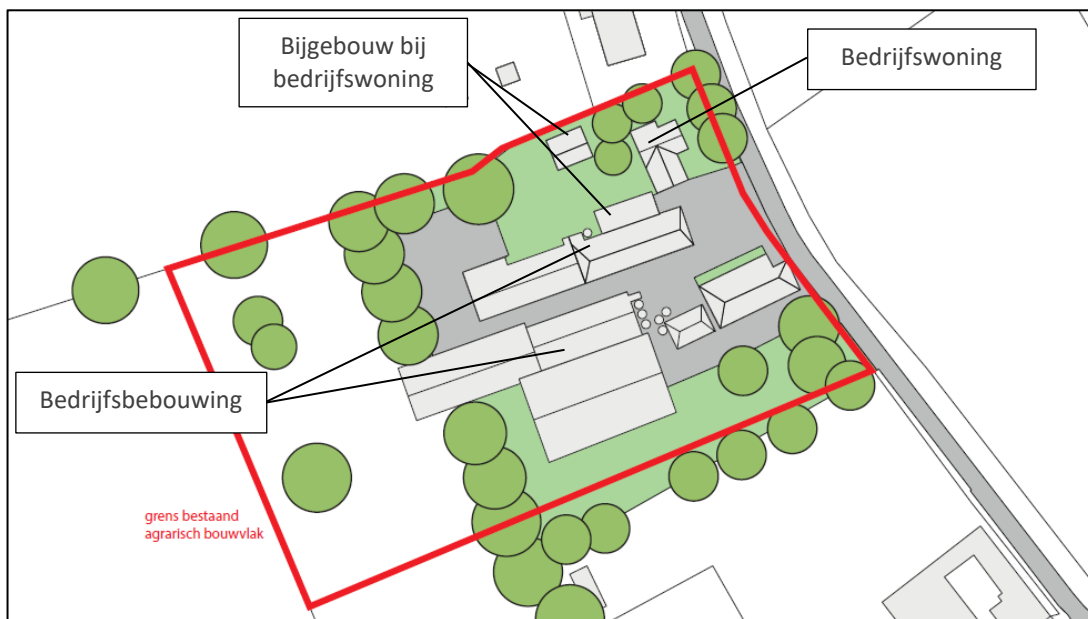 Bijgebouw bij
bedrijfswoning
Bedrijfswoning
Bedrijfsbebouwing
grens bestaand
agrarisch bouwvlak